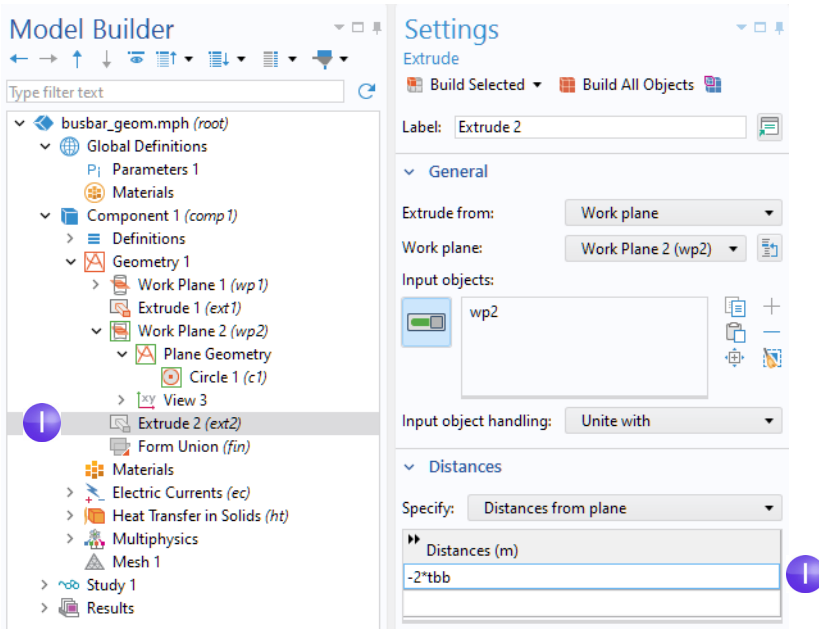 Model Builder
Type filter text
busbar_geom.mph (root)
Global Definitions
Pi Parameters 1
Materials
Component 1 (comp1)
Definitions
Geometry 1
Work Plane 1 (wp1)
Extrude 1 (ext1)
Work Plane 2 (wp2)
Plane Geometry
Circle 1 (c1)
xy View 3
Extrude 2 (ext2)
Form Union (fin)
Materials
Electric Currents (ec)
Heat Transfer in Solids (ht)
Multiphysics
Mesh 1
Study 1
Results
I
Settings
Extrude
Build Selected
Build All Objects
Label: Extrude 2
General
Extrude from: Work plane
Work plane: Work Plane 2 (wp2)
Input objects:
wp2
Input object handling: Unite with
Distances
Specify: Distances from plane
Distances (m)
-2*tbb
I